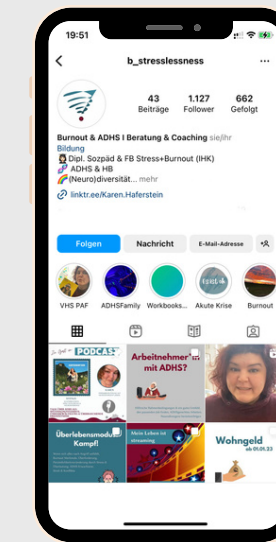 19:51
b_stresslessness
43 1.127 662
Beiträge Follower Gefolgt
Burnout & ADHS I Beratung & Coaching sie/ihr
Bildung
Dipl. Sozpäd & FB Stress+Burnout (IHK)
ADHS & HB
(Neuro)diversität... mehr
linktr.ee/Karen.Haferstein
Folgen Nachricht E-Mail-Adresse
VHS PAF ADHSFamily Workbooks... Akute Krise Burnout
PODCAST
Arbeitnehmer
mit ADHS?
Überlebensmodus
Kampf!
Mein Leben ist
streaming
Wohngeld
ab 01.01.23